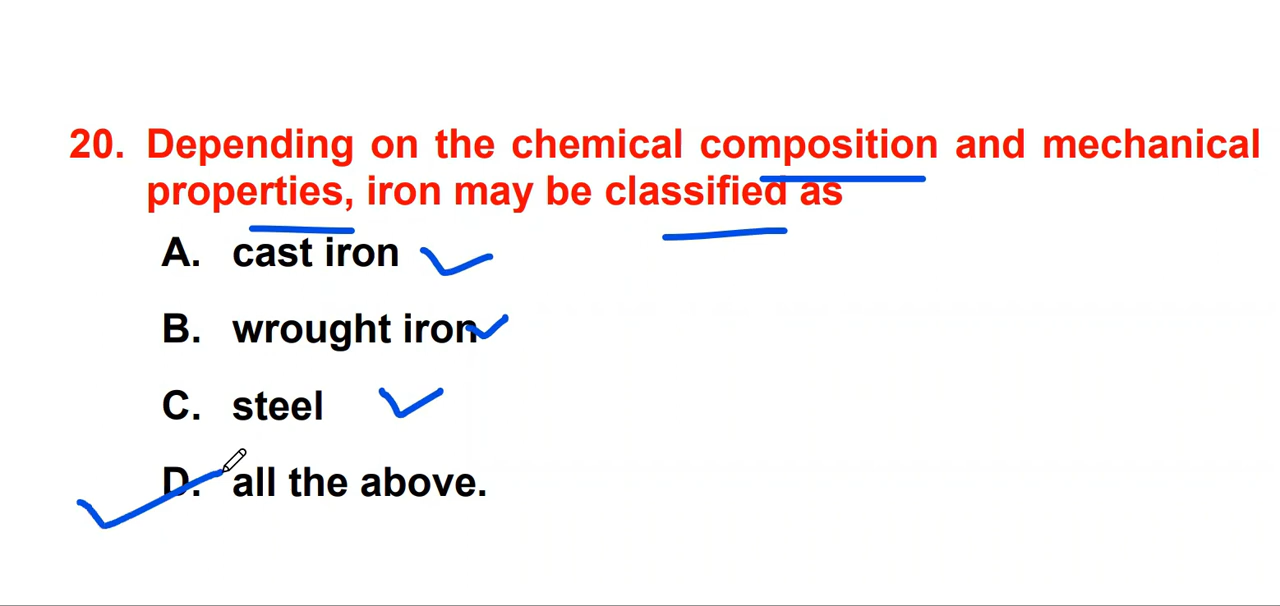 20. Depending on the chemical composition and mechanical
properties, iron may be classified as
A. cast iron
B. wrought iron
C. steel
D. all the above.